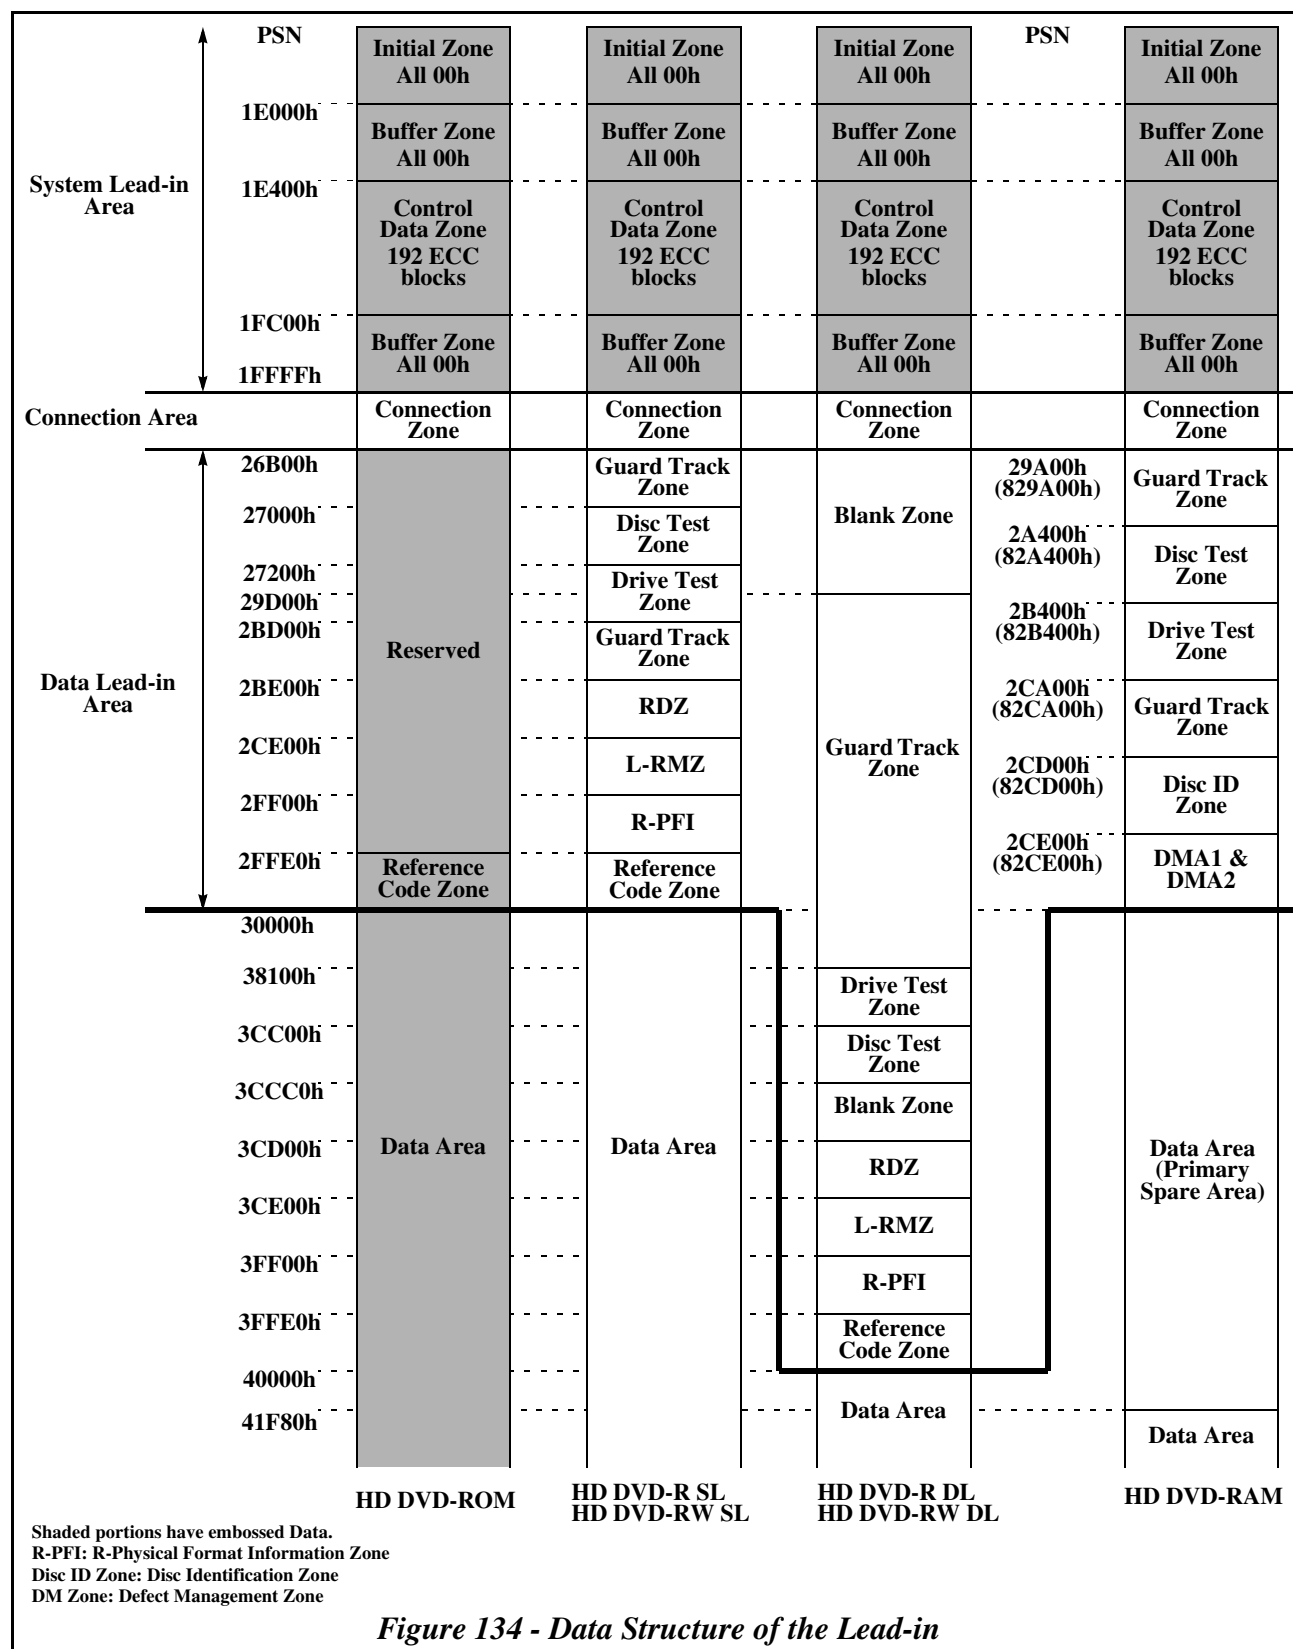 PSN
PSN
Initial Zone
All 00h
Initial Zone
All 00h
Initial Zone
All 00h
Initial Zone
All 00h
1E000h
Buffer Zone
All 00h
Buffer Zone
All 00h
Buffer Zone
All 00h
Buffer Zone
All 00h
System Lead-in
Area
1E400h
Control
Data Zone
192 ECC
blocks
Control
Data Zone
192 ECC
blocks
Control
Data Zone
192 ECC
blocks
Control
Data Zone
192 ECC
blocks
1FC00h
Buffer Zone
All 00h
Buffer Zone
All 00h
Buffer Zone
All 00h
Buffer Zone
All 00h
1FFFFh
Connection Area
Connection
Zone
Connection
Zone
Connection
Zone
Connection
Zone
Data Lead-in
Area
26B00h
27000h
27200h
29D00h
2BD00h
2BE00h
2CE00h
2FF00h
2FFE0h
30000h
38100h
3CC00h
3CCC0h
3CD00h
3CE00h
3FF00h
3FFE0h
40000h
41F80h
Reserved
Reference
Code Zone
Data Area
HD DVD-ROM
Guard Track
Zone
Disc Test
Zone
Drive Test
Zone
Guard Track
Zone
RDZ
L-RMZ
R-PFI
Reference
Code Zone
Data Area
HD DVD-R SL
HD DVD-RW SL
Blank Zone
Guard Track
Zone
Drive Test
Zone
Disc Test
Zone
Blank Zone
RDZ
L-RMZ
R-PFI
Reference
Code Zone
Data Area
HD DVD-R DL
HD DVD-RW DL
29A00h
(829A00h)
2A400h
(82A400h)
2B400h
(82B400h)
2CA00h
(82CA00h)
2CD00h
(82CD00h)
2CE00h
(82CE00h)
Guard Track
Zone
Disc Test
Zone
Drive Test
Zone
Guard Track
Zone
Disc ID
Zone
DMA1 &
DMA2
Data Area
(Primary
Spare Area)
Data Area
HD DVD-RAM
Shaded portions have embossed Data.
R-PFI: R-Physical Format Information Zone
Disc ID Zone: Disc Identification Zone
DM Zone: Defect Management Zone
Figure 134 - Data Structure of the Lead-in